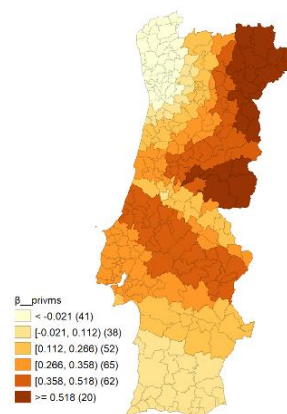 β__privms
< -0.021 (41)
[-0.021, 0.112) (38)
[0.112, 0.266) (52)
[0.266, 0.358) (65)
[0.358, 0.518) (62)
>= 0.518 (20)